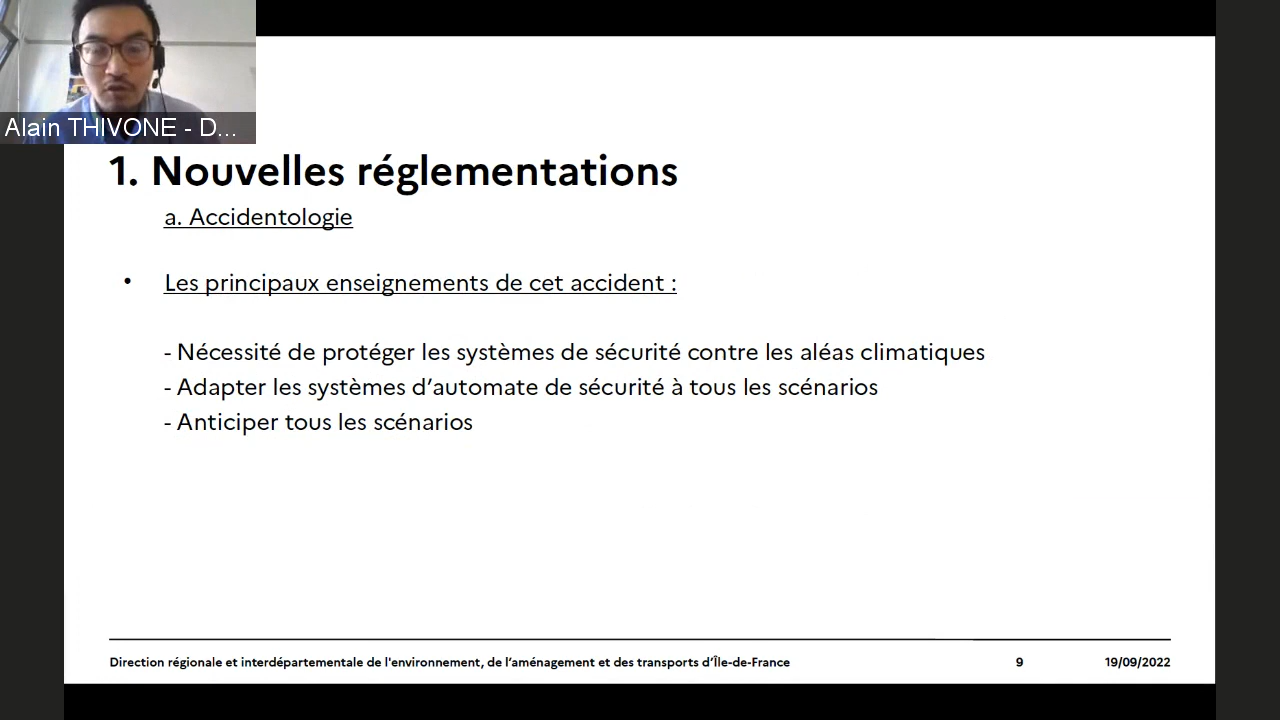 Alain THIVONE - D...
1. Nouvelles réglementations
a. Accidentologie
• Les principaux enseignements de cet accident :
- Nécessité de protéger les systèmes de sécurité contre les aléas climatiques
- Adapter les systèmes d’automate de sécurité à tous les scénarios
- Anticiper tous les scénarios
Direction régionale et interdépartementale de l'environnement, de l’aménagement et des transports d’Île-de-France 9 19/09/2022